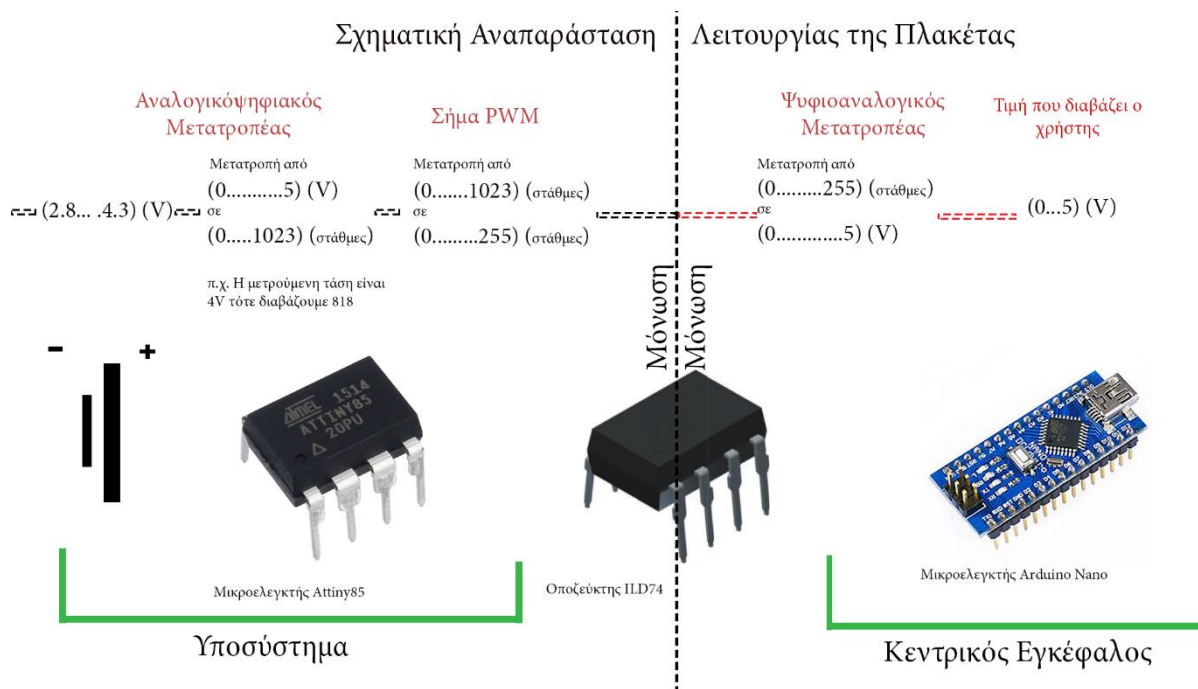 Σχηματική Αναπαράσταση Λειτουργίας της Πλακέτας
Αναλογικόψηφιακός
Μετατροπέας
Σήμα PWM
Ψυφιοαναλογικός
Μετατροπέας
Τιμή που διαβάζει ο
χρήστης
(2.8... .4.3) (V)
Μετατροπή από
(0..........5) (V)
σε
(0.....1023) (στάθμες)
π.χ. Η μετρούμενη τάση είναι
4V τότε διαβάζουμε 818
Μετατροπή από
(0.......1023) (στάθμες)
σε
(0.........255) (στάθμες)
Μετατροπή από
(0........255) (στάθμες)
σε
(0.............5) (V)
(0...5) (V)
Μόνωση
Μόνωση
- +
ATMEL 1514
ATTINY85
20PU
Μικροελεγκτής Attiny85
Οποζεύκτης ILD74
Μικροελεγκτής Arduino Nano
Υποσύστημα
Κεντρικός Εγκέφαλος